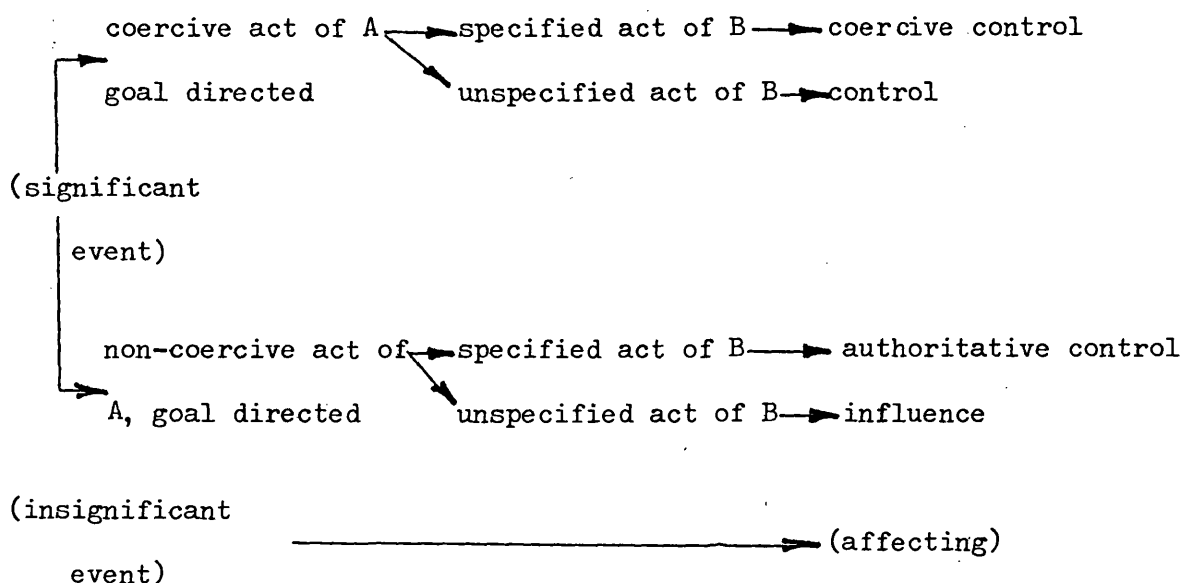 coercive act of A specified act of B coercive control
goal directed unspecified act of B control
(significant
event)
non-coercive act of specified act of B authoritative control
A, goal directed unspecified act of B influence
(insignificant
(affecting)
event)